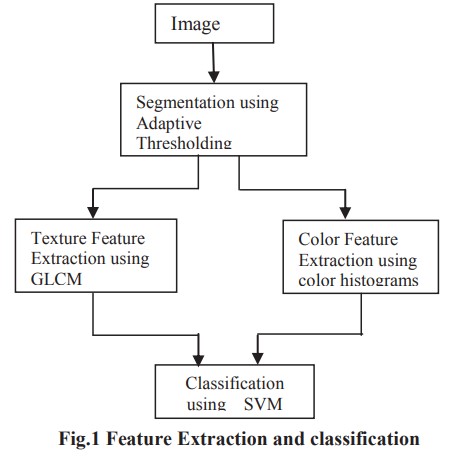 Image
Segmentation using
Adaptive
Thresholding
Texture Feature
Extraction using
GLCM
Color Feature
Extraction using
color histograms
Classification
using SVM
Fig.1 Feature Extraction and classification